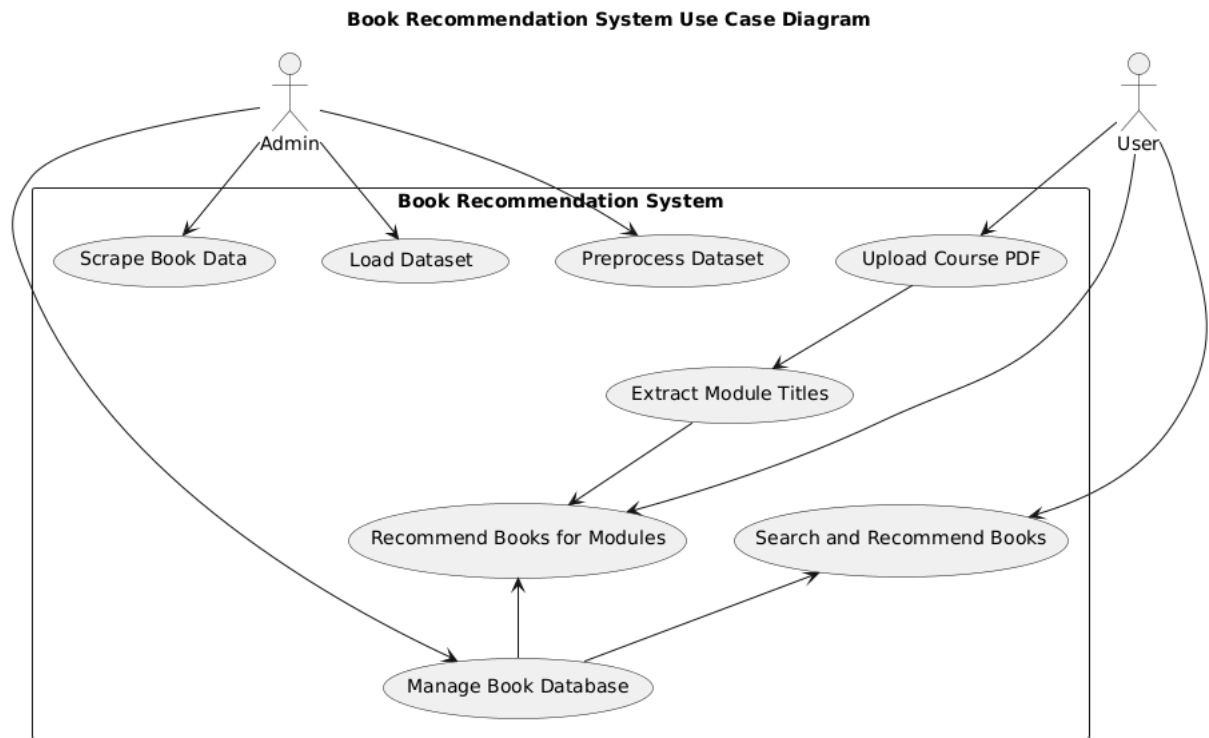 Book Recommendation System Use Case Diagram
Admin
User
Book Recommendation System
Scrape Book Data
Load Dataset
Preprocess Dataset
Upload Course PDF
Extract Module Titles
Recommend Books for Modules
Search and Recommend Books
Manage Book Database